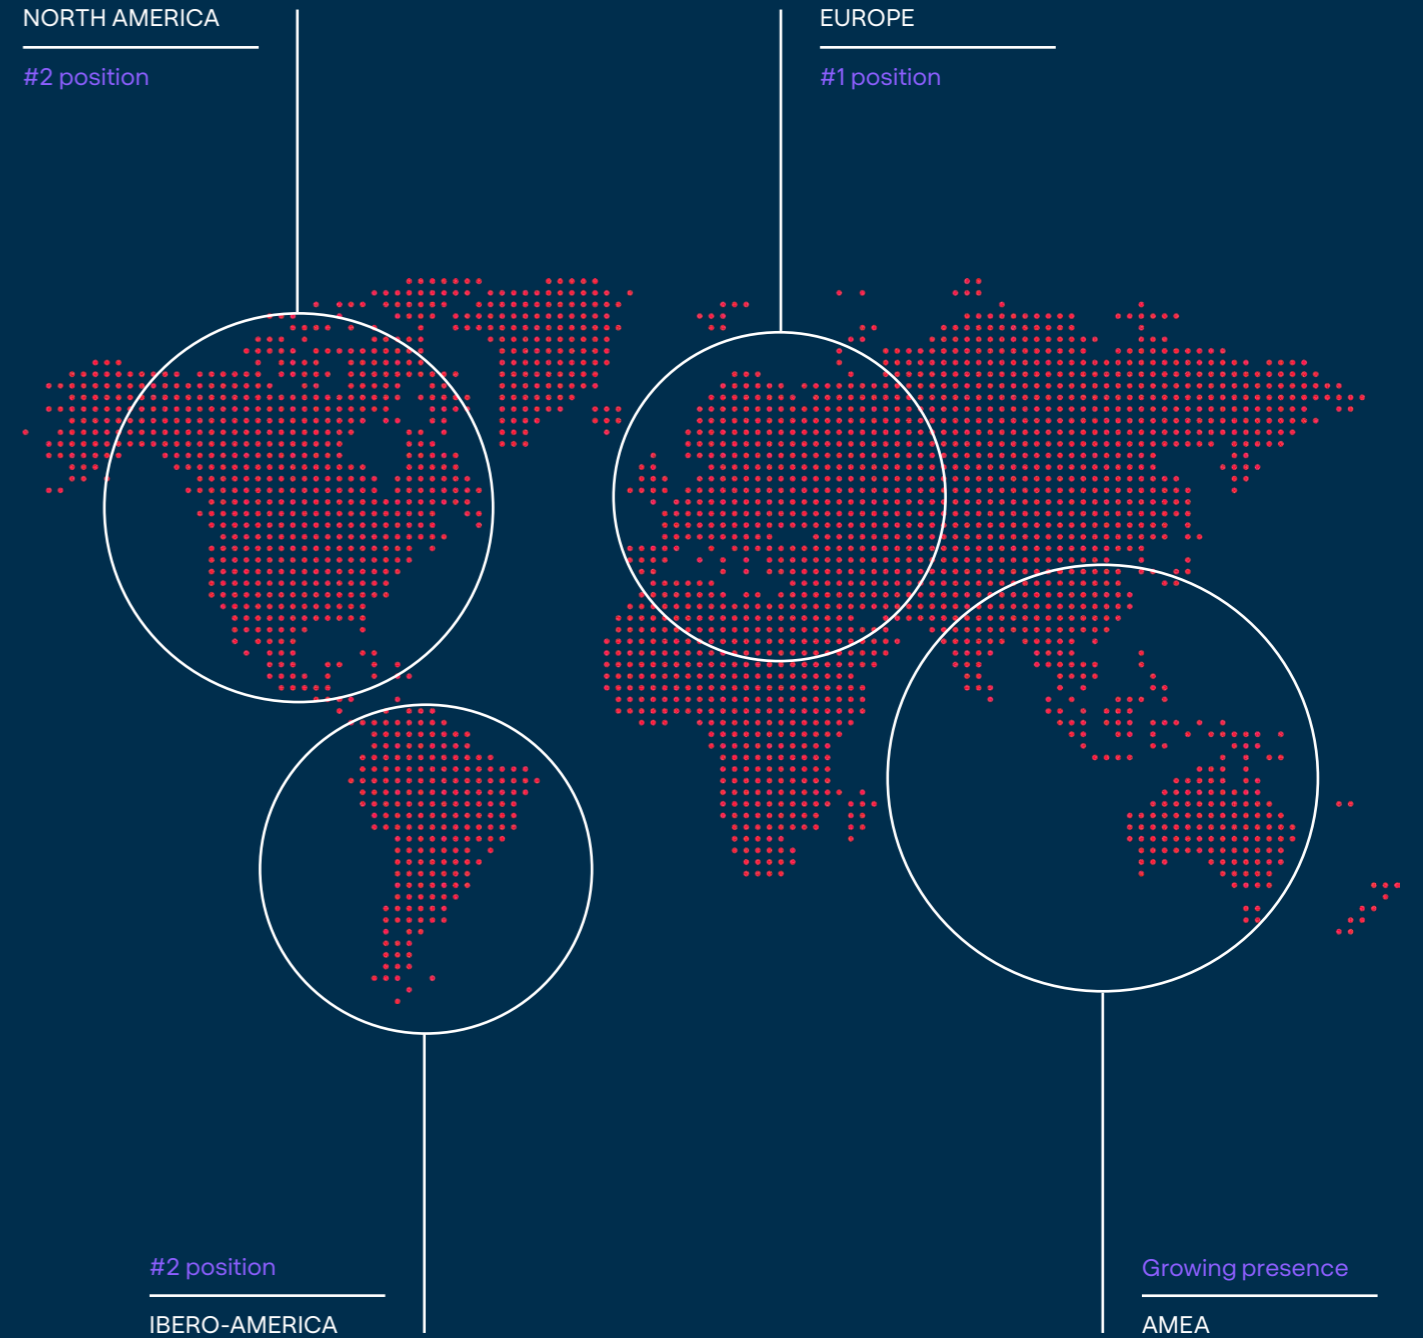 NORTH AMERICA
#2 position
EUROPE
#1 position
#2 position
IBERO-AMERICA
Growing presence
AMEA